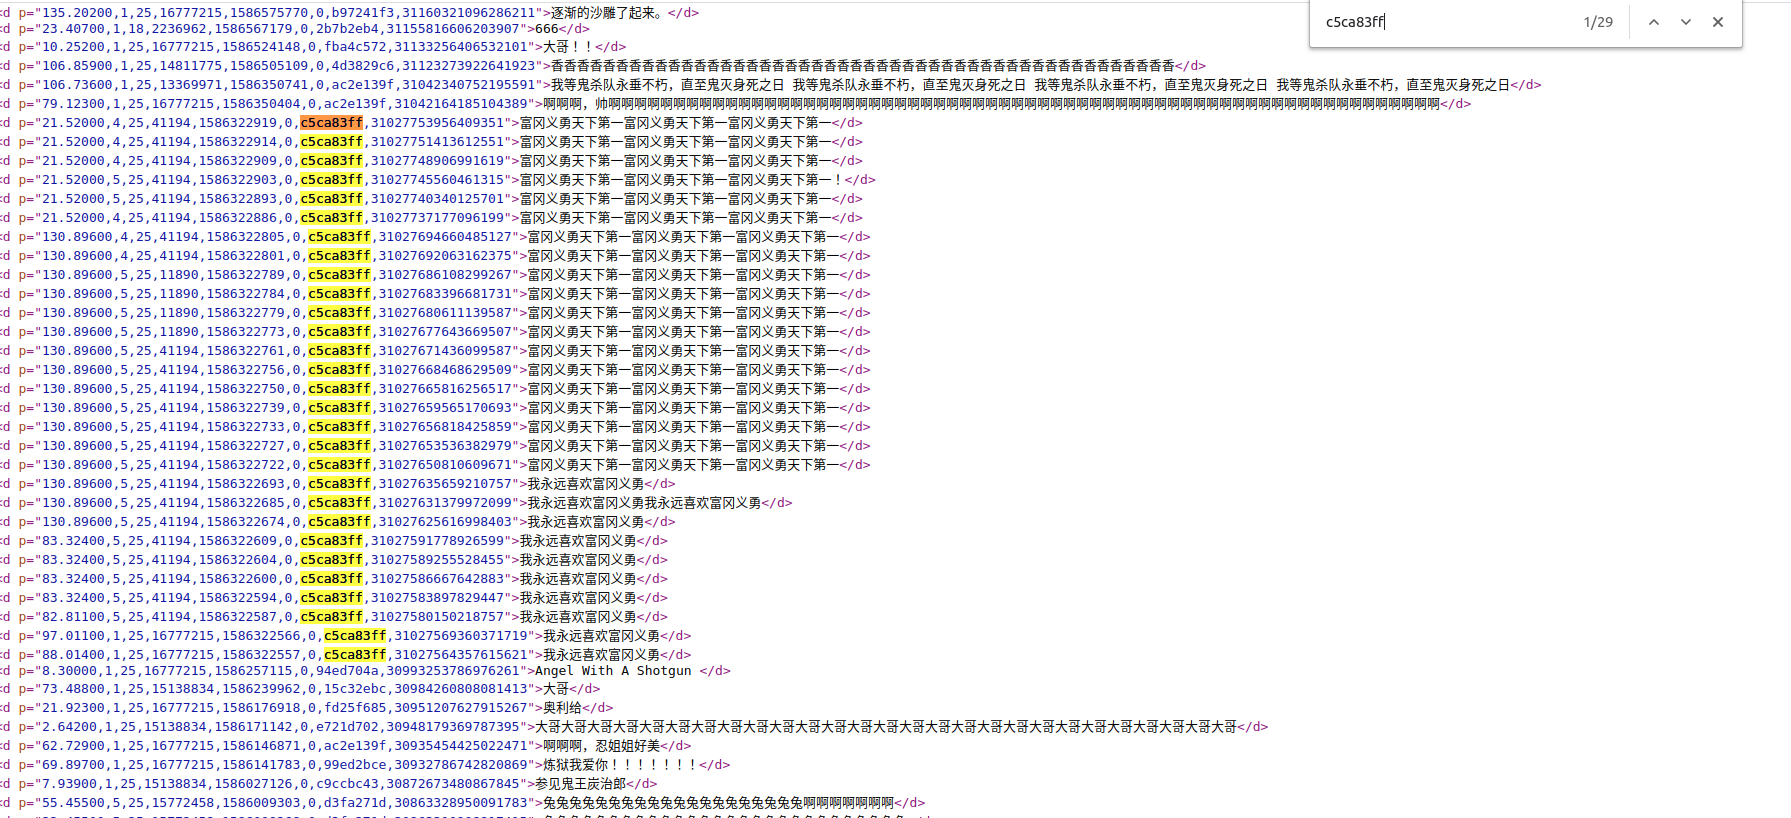 c5ca83ff 1/29
<d p="135.20200,1,25,16777215,1586575770,0,b97241f3,31160321096286211">逐渐的沙雕了起来。</d>
<d p="23.40700,1,18,2236962,1586567179,0,2b7b2eb4,31155816606203907">666</d>
<d p="10.25200,1,25,16777215,1586524148,0,fba4c572,31133256406532101">大哥！！</d>
<d p="106.85900,1,25,14811775,1586505109,0,4d3829c6,31123273922641923">香香香香香香香香香香香香香香香香香香香香香香香香香香香香香香香香香香香香香香香香香香香香香香香香</d>
<d p="106.73600,1,25,13369971,1586350741,0,ac2e139f,31042340752195591">我等鬼杀队永垂不朽，直至鬼灭身死之日 我等鬼杀队永垂不朽，直至鬼灭身死之日 我等鬼杀队永垂不朽，直至鬼灭身死之日 我等鬼杀队永垂不朽，直至鬼灭身死之日</d>
<d p="79.12300,1,25,16777215,1586350404,0,ac2e139f,31042164185104389">啊啊啊，帅啊啊啊啊啊啊啊啊啊啊啊啊啊啊啊啊啊啊啊啊啊啊啊啊啊啊啊啊啊啊啊啊啊啊啊啊啊啊啊啊啊啊啊啊啊啊啊啊啊啊啊啊啊啊啊啊啊啊啊啊啊啊啊啊</d>
<d p="21.52000,4,25,41194,1586322919,0,c5ca83ff,31027753956409351">富冈义勇天下第一富冈义勇天下第一富冈义勇天下第一</d>
<d p="21.52000,4,25,41194,1586322914,0,c5ca83ff,31027751413612551">富冈义勇天下第一富冈义勇天下第一富冈义勇天下第一</d>
<d p="21.52000,4,25,41194,1586322909,0,c5ca83ff,31027748906991619">富冈义勇天下第一富冈义勇天下第一富冈义勇天下第一</d>
<d p="21.52000,5,25,41194,1586322903,0,c5ca83ff,31027745560461315">富冈义勇天下第一富冈义勇天下第一富冈义勇天下第一！</d>
<d p="21.52000,5,25,41194,1586322893,0,c5ca83ff,31027740340125701">富冈义勇天下第一富冈义勇天下第一富冈义勇天下第一</d>
<d p="21.52000,4,25,41194,1586322886,0,c5ca83ff,31027737177096199">富冈义勇天下第一富冈义勇天下第一富冈义勇天下第一</d>
<d p="130.89600,4,25,41194,1586322805,0,c5ca83ff,31027694660485127">富冈义勇天下第一富冈义勇天下第一富冈义勇天下第一</d>
<d p="130.89600,4,25,41194,1586322801,0,c5ca83ff,31027692063162375">富冈义勇天下第一富冈义勇天下第一富冈义勇天下第一</d>
<d p="130.89600,5,25,11890,1586322789,0,c5ca83ff,31027686108299267">富冈义勇天下第一富冈义勇天下第一富冈义勇天下第一</d>
<d p="130.89600,5,25,11890,1586322784,0,c5ca83ff,31027683396681731">富冈义勇天下第一富冈义勇天下第一富冈义勇天下第一</d>
<d p="130.89600,5,25,11890,1586322779,0,c5ca83ff,31027680611139587">富冈义勇天下第一富冈义勇天下第一富冈义勇天下第一</d>
<d p="130.89600,5,25,11890,1586322773,0,c5ca83ff,31027677643669507">富冈义勇天下第一富冈义勇天下第一富冈义勇天下第一</d>
<d p="130.89600,5,25,41194,1586322761,0,c5ca83ff,31027671436099587">富冈义勇天下第一富冈义勇天下第一富冈义勇天下第一</d>
<d p="130.89600,5,25,41194,1586322756,0,c5ca83ff,31027668468629509">富冈义勇天下第一富冈义勇天下第一富冈义勇天下第一</d>
<d p="130.89600,5,25,41194,1586322750,0,c5ca83ff,31027665816256517">富冈义勇天下第一富冈义勇天下第一富冈义勇天下第一</d>
<d p="130.89600,5,25,41194,1586322739,0,c5ca83ff,31027659565170693">富冈义勇天下第一富冈义勇天下第一富冈义勇天下第一</d>
<d p="130.89600,5,25,41194,1586322733,0,c5ca83ff,31027656818425859">富冈义勇天下第一富冈义勇天下第一富冈义勇天下第一</d>
<d p="130.89600,5,25,41194,1586322727,0,c5ca83ff,31027653536382979">富冈义勇天下第一富冈义勇天下第一富冈义勇天下第一</d>
<d p="130.89600,5,25,41194,1586322722,0,c5ca83ff,31027650810609671">富冈义勇天下第一富冈义勇天下第一富冈义勇天下第一</d>
<d p="130.89600,5,25,41194,1586322693,0,c5ca83ff,31027635659210757">我永远喜欢富冈义勇</d>
<d p="130.89600,5,25,41194,1586322685,0,c5ca83ff,31027631379972099">我永远喜欢富冈义勇我永远喜欢富冈义勇</d>
<d p="130.89600,5,25,41194,1586322674,0,c5ca83ff,31027625616998403">我永远喜欢富冈义勇</d>
<d p="83.32400,5,25,41194,1586322609,0,c5ca83ff,31027591778926599">我永远喜欢富冈义勇</d>
<d p="83.32400,5,25,41194,1586322604,0,c5ca83ff,31027589255528455">我永远喜欢富冈义勇</d>
<d p="83.32400,5,25,41194,1586322600,0,c5ca83ff,31027586667642883">我永远喜欢富冈义勇</d>
<d p="83.32400,5,25,41194,1586322594,0,c5ca83ff,31027583897829447">我永远喜欢富冈义勇</d>
<d p="82.81100,5,25,41194,1586322587,0,c5ca83ff,31027580150218757">我永远喜欢富冈义勇</d>
<d p="97.01100,1,25,16777215,1586322566,0,c5ca83ff,31027569360371719">我永远喜欢富冈义勇</d>
<d p="88.01400,1,25,16777215,1586322557,0,c5ca83ff,31027564357615621">我永远喜欢富冈义勇</d>
<d p="8.30000,1,25,16777215,1586257115,0,94ed704a,30993253786976261">Angel With A Shotgun </d>
<d p="73.48800,1,25,15138834,1586239962,0,15c32ebc,30984260808081413">大哥</d>
<d p="21.92300,1,25,16777215,1586176918,0,fd25f685,30951207627915267">奥利给</d>
<d p="2.64200,1,25,15138834,1586171142,0,e721d702,30948179369787395">大哥大哥大哥大哥大哥大哥大哥大哥大哥大哥大哥大哥大哥大哥大哥大哥大哥大哥大哥大哥大哥大哥大哥大哥大哥大哥大哥</d>
<d p="62.72900,1,25,16777215,1586146871,0,ac2e139f,30935454425022471">啊啊啊，忍姐姐好美</d>
<d p="69.89700,1,25,16777215,1586141783,0,99ed2bce,30932786742820869">炼狱我爱你！！！！！！！</d>
<d p="7.93900,1,25,15138834,1586027126,0,c9ccbc43,30872673480867845">参见鬼王炭治郎</d>
<d p="55.45500,5,25,15772458,1586009303,0,d3fa271d,30863328950091783">兔兔兔兔兔兔兔兔兔兔兔兔兔兔兔兔兔兔兔兔啊啊啊啊啊啊啊</d>